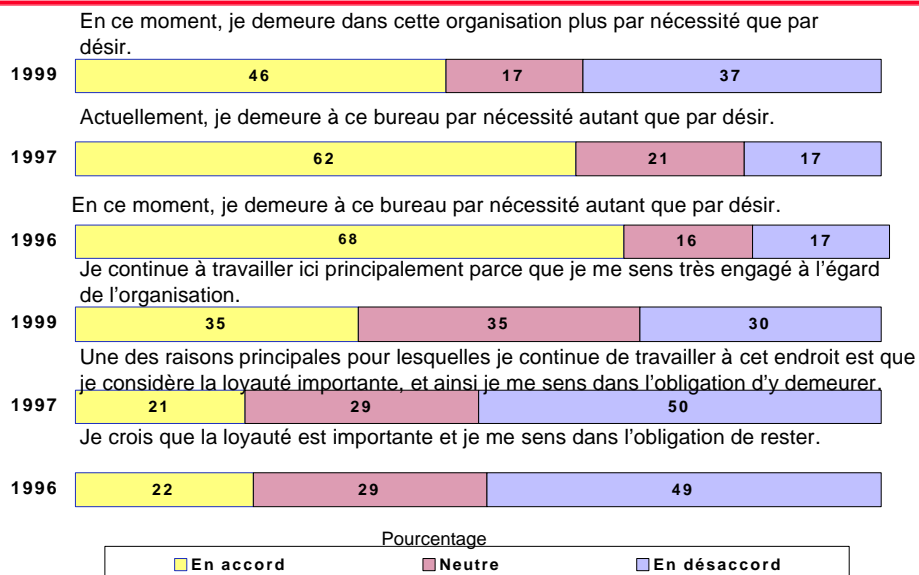 En ce moment, je demeure dans cette organisation plus par nécessité que par
désir.
1999 46 17 37
Actuellement, je demeure à ce bureau par nécessité autant que par désir.
1997 62 21 17
En ce moment, je demeure à ce bureau par nécessité autant que par désir.
1996 68 16 17
Je continue à travailler ici principalement parce que je me sens très engagé à l'égard
de l'organisation.
1999 35 35 30
Une des raisons principales pour lesquelles je continue de travailler à cet endroit est que
je considère la loyauté importante, et ainsi je me sens dans l'obligation d'y demeurer.
1997 21 29 50
Je crois que la loyauté est importante et je me sens dans l'obligation de rester.
1996 22 29 49
Pourcentage
En accord Neutre En désaccord